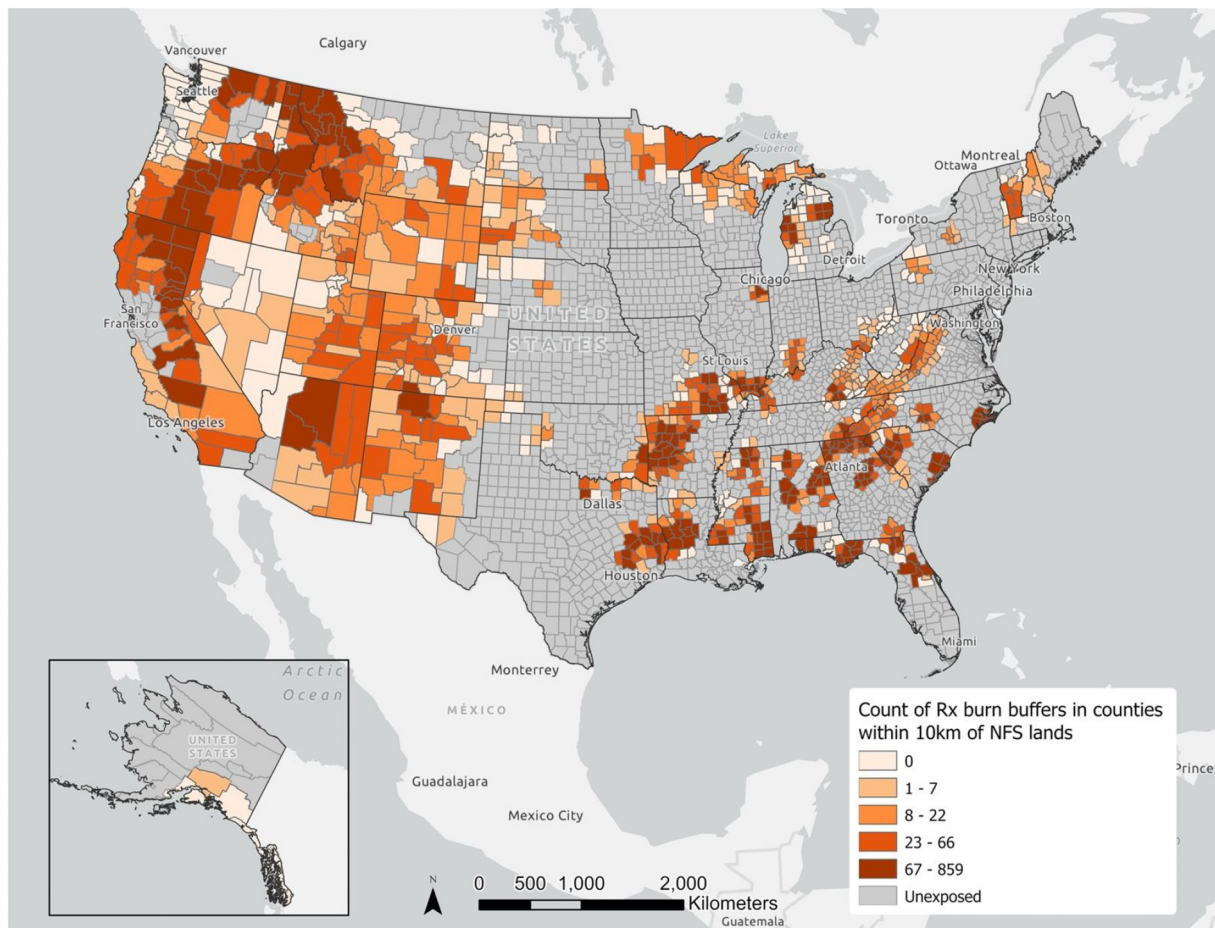 Vancouver
Calgary
Seattle
Lake
Superior
Montreal
Ottawa
Toronto
Boston
Detroit
Chicago
New York
Philadelphia
San
Francisco
Denver
UNITED
STATES
Washington
St Louis
Los Angeles
Atlanta
Dallas
Houston
Miami
Monterrey
MÉXICO
Guadalajara
Mexico City
Guatemala
Prince
Arctic
Ocean
UNITED
STATES
N
0 500 1,000 2,000
Kilometers
Count of Rx burn buffers in counties
within 10km of NFS lands
0
1 - 7
8 - 22
23 - 66
67 - 859
Unexposed